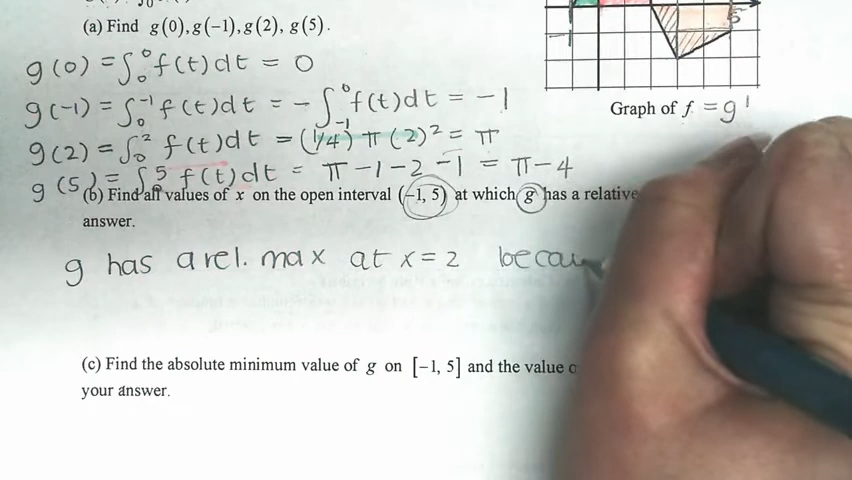 (a) Find g(0), g(−1), g(2), g(5).
5
g(0) = ∫₀⁰ f(t)dt = 0
g(-1) = ∫₀⁻¹ f(t)dt = - ∫₋₁⁰ f(t)dt = -1
Graph of f = g'
g(2) = ∫₀² f(t)dt = (1/4) π (2)² = π
g(5) = ∫ 5 f(t)dt = π - 1 - 2 - 1 = π - 4
(b) Find all values of x on the open interval (−1, 5) at which g has a relative
answer.
g has a rel. max at x = 2 becau
(c) Find the absolute minimum value of g on [−1, 5] and the value
your answer.